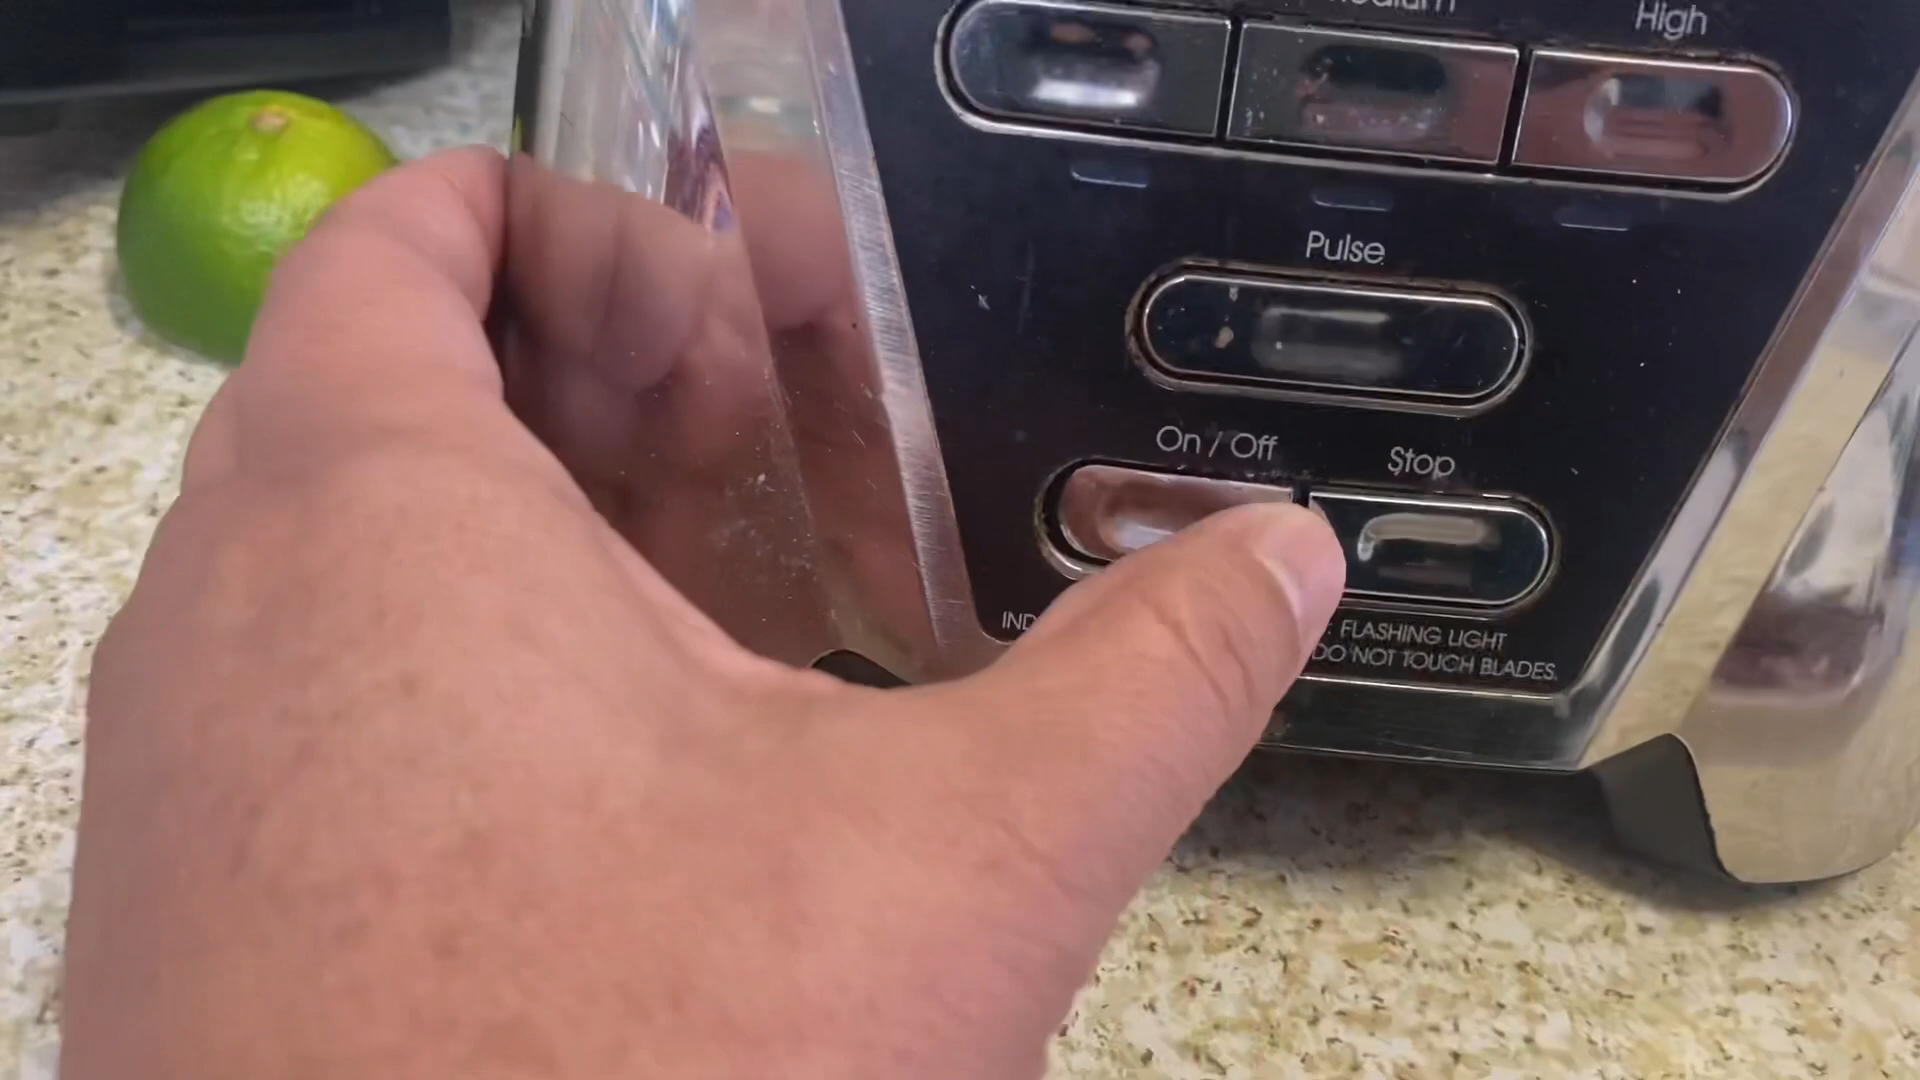 High
Pulse
On / Off Stop
FLASHING LIGHT
DO NOT TOUCH BLADES.